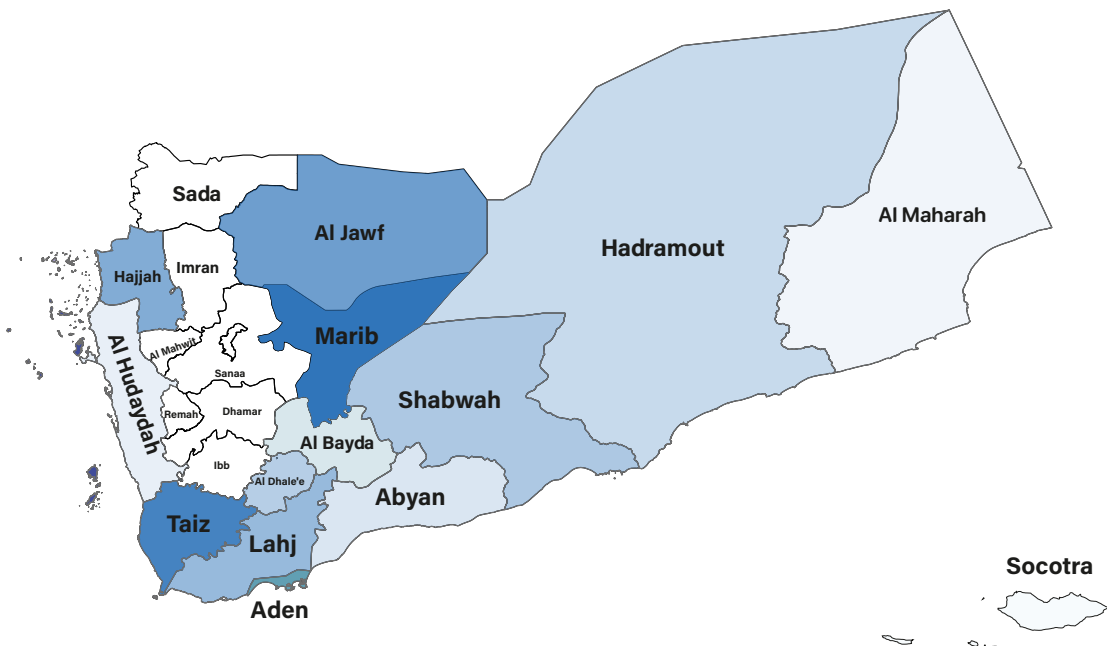 Sada
Al Jawf
Al Maharah
Hadramout
Hajjah
Imran
Marib
Al Mahwit
Al Hudaydah
Sanaa
Shabwah
Remah
Dhamar
Al Bayda
Ibb
Al Dhale'e
Abyan
Taiz
Lahj
Socotra
Aden